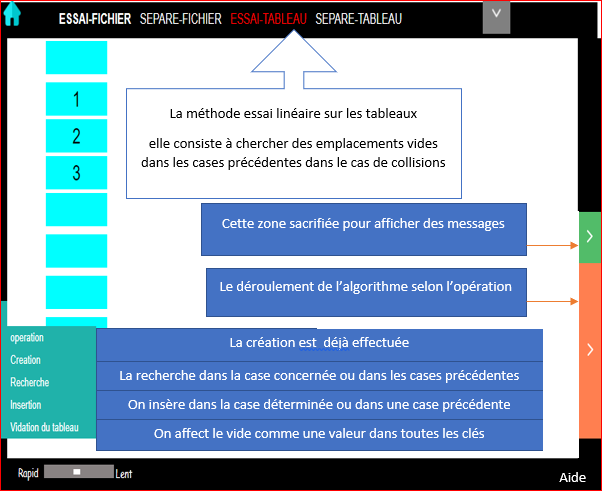 ESSAI-FICHIER SEPARE-FICHIER ESSAI-TABLEAU SEPARE-TABLEAU
1
2
3
La méthode essai linéaire sur les tableaux
elle consiste à chercher des emplacements vides
dans les cases précédentes dans le cas de collisions
Cette zone sacrifiée pour afficher des messages
Le déroulement de l'algorithme selon l'opération
operation
La création est déjà effectuée
Creation
La recherche dans la case concernée ou dans les cases précédentes
Recherche
On insère dans la case déterminée ou dans une case précédente
Insertion
On affect le vide comme une valeur dans toutes les clés
Vidation du tableau
Rapid Lent
Aide